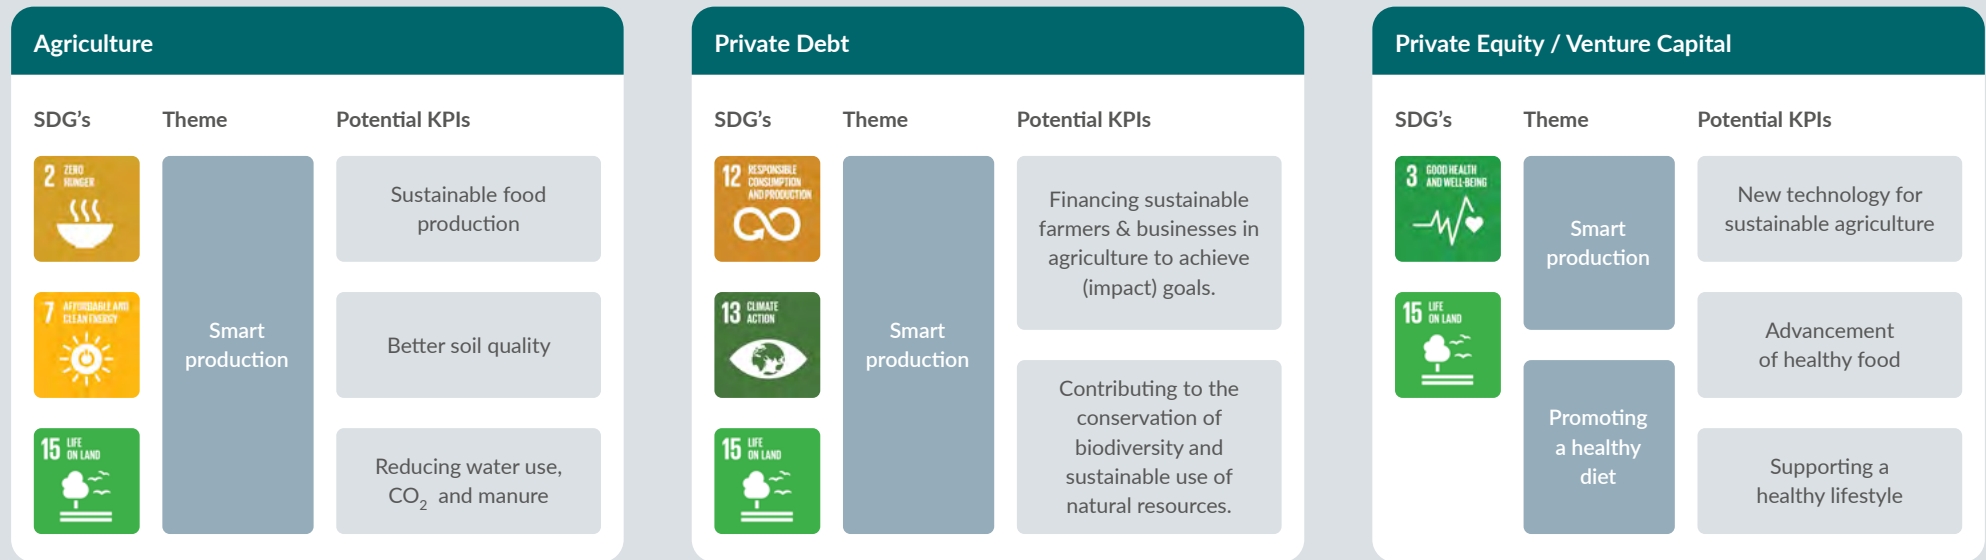 Agriculture
SDG's
Theme
Potential KPIs
2 ZERO
HUNGER
7 AFFORDABLE AND
CLEAN ENERGY
15 LIFE
ON LAND
Smart
production
Sustainable food
production
Better soil quality
Reducing water use,
CO2 and manure
Private Debt
SDG's
Theme
Potential KPIs
12 RESPONSIBLE
CONSUMPTION
AND PRODUCTION
13 CLIMATE
ACTION
15 LIFE
ON LAND
Smart
production
Financing sustainable
farmers & businesses in
agriculture to achieve
(impact) goals.
Contributing to the
conservation of
biodiversity and
sustainable use of
natural resources.
Private Equity / Venture Capital
SDG's
Theme
Potential KPIs
3 GOOD HEALTH
AND WELL-BEING
15 LIFE
ON LAND
Smart
production
Promoting
a healthy
diet
New technology for
sustainable agriculture
Advancement
of healthy food
Supporting a
healthy lifestyle